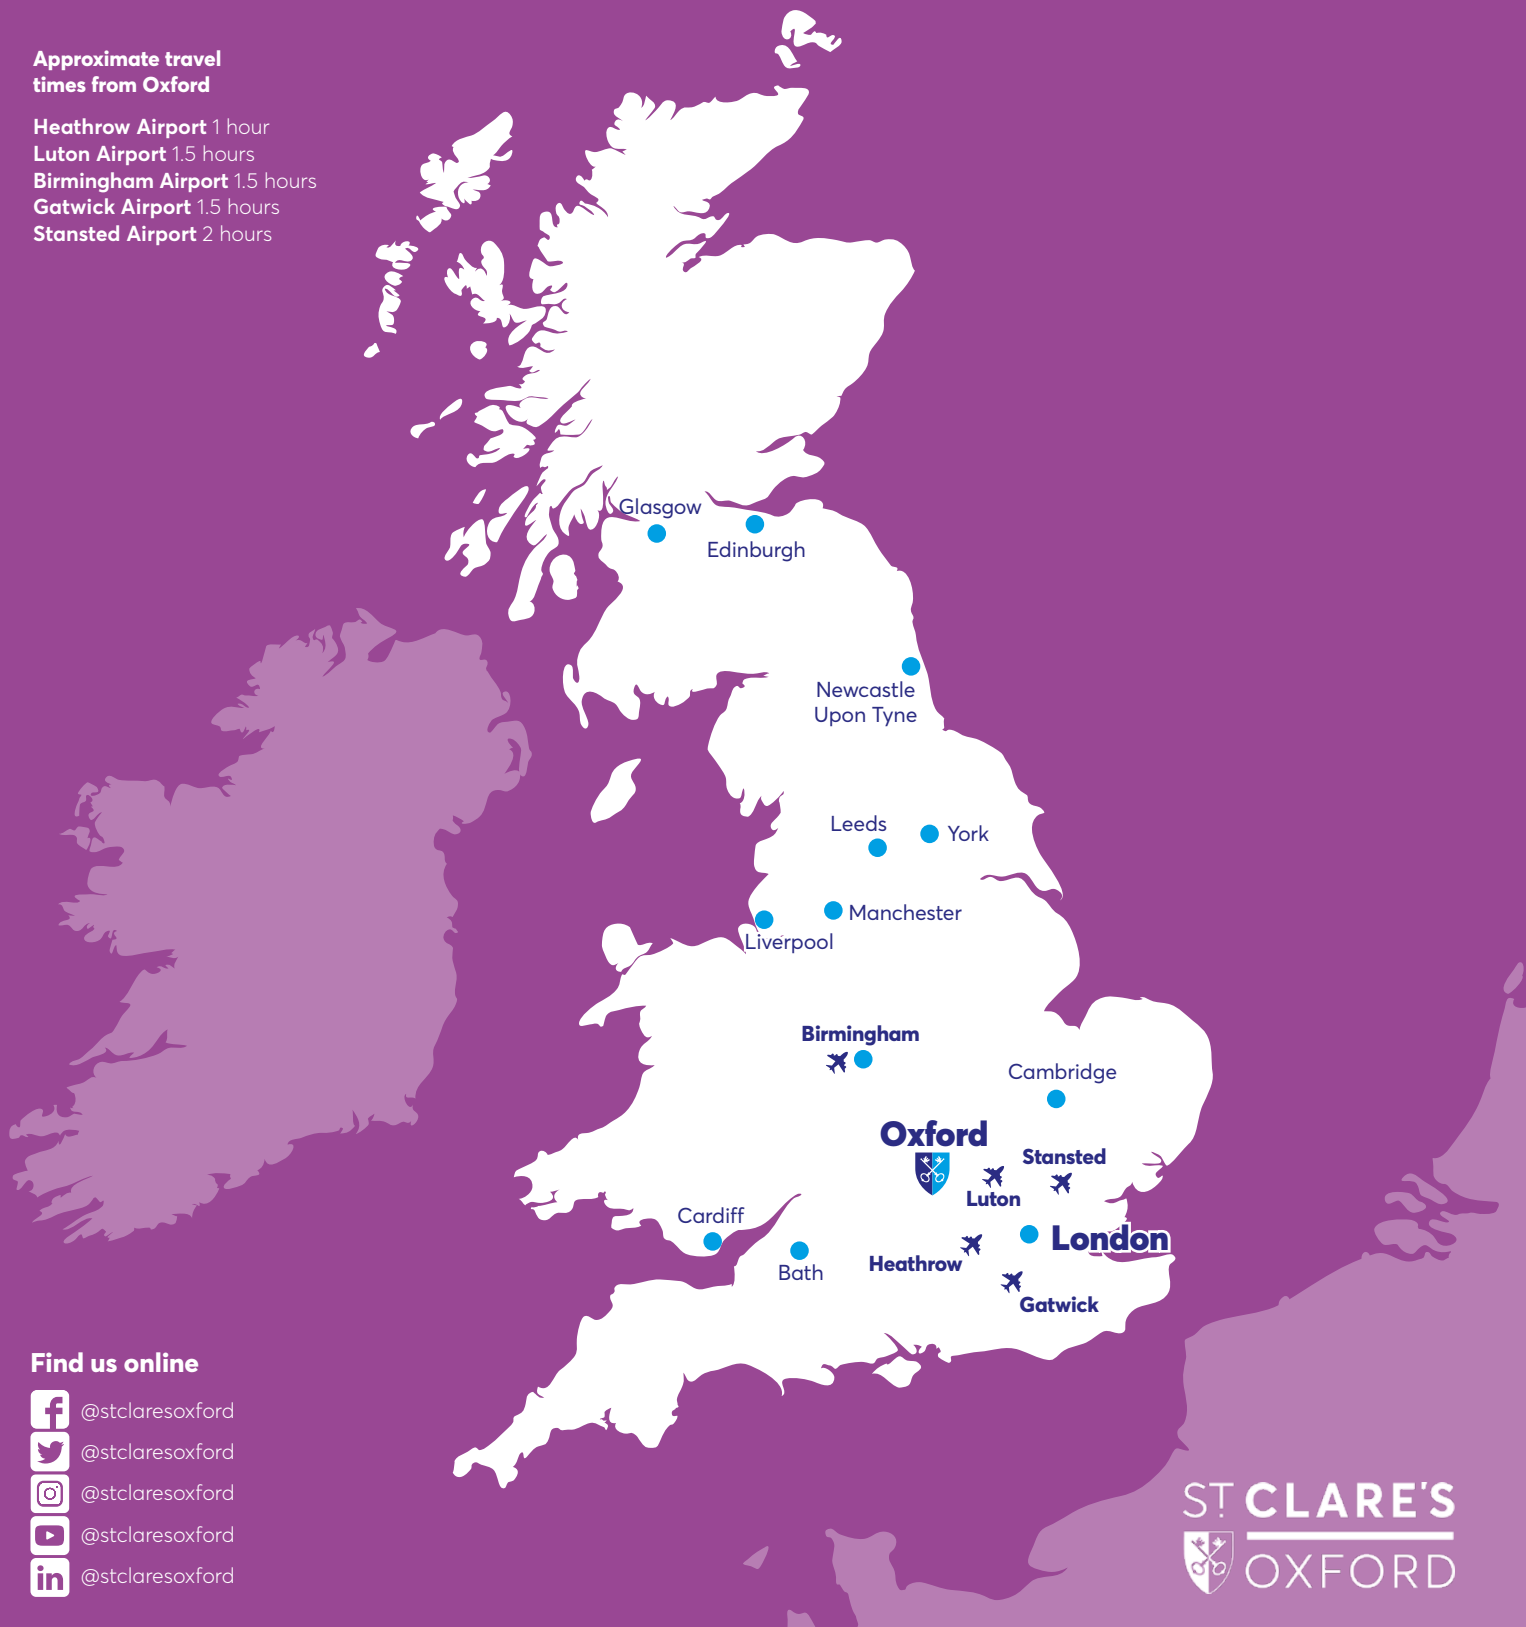 Approximate travel
times from Oxford
Heathrow Airport 1 hour
Luton Airport 1.5 hours
Birmingham Airport 1.5 hours
Gatwick Airport 1.5 hours
Stansted Airport 2 hours
Glasgow
Edinburgh
Newcastle
Upon Tyne
Leeds
York
Manchester
Liverpool
Birmingham
Cambridge
Oxford
Stansted
Luton
Cardiff
London
Bath
Heathrow
Gatwick
Find us online
@stclaresoxford
@stclaresoxford
@stclaresoxford
@stclaresoxford
@stclaresoxford
ST CLARE'S
OXFORD